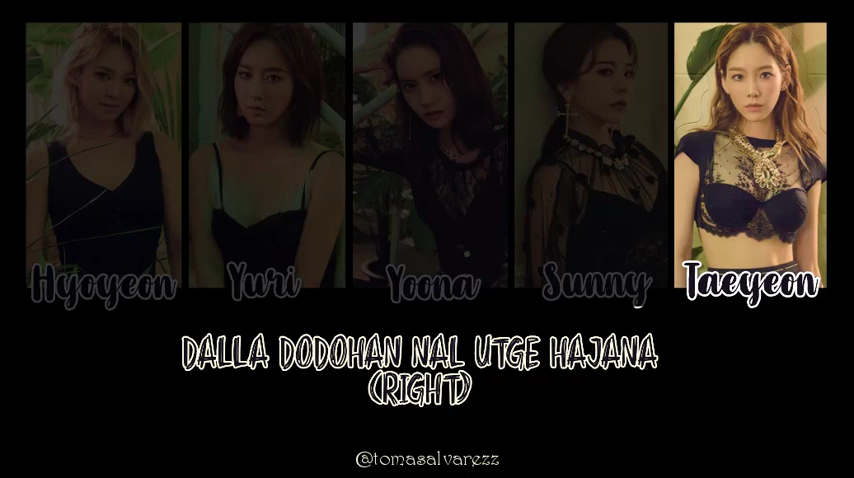 Hyoyeon Yuri Yoona Sunny Taeyeon
DALLA DODOHAN NAL UTGE HAJANA
(RIGHT)
@tomasalvarezz